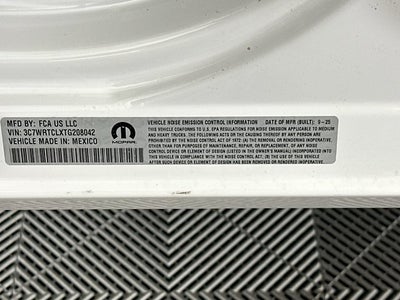 MFD BY: FCA US LLC
VIN: 3C7WRTCLXTG208042
VEHICLE MADE IN: MEXICO
MOPAR
VEHICLE NOISE EMISSION CONTROL INFORMATION DATE OF MFR (BUILT): 9-25
THIS VEHICLE CONFORMS TO U.S. EPA REGULATIONS FOR NOISE EMISSION APPLICABLE TO MEDIUM
AND HEAVY TRUCKS. THE FOLLOWING ACTS OR THE CAUSING THEREOF BY ANY PERSON ARE
PROHIBITED BY THE NOISE CONTROL ACT OF 1972: (A) THE REMOVAL OR RENDERING INOPERATIVE,
OTHER THAN FOR PURPOSES OF MAINTENANCE, REPAIR, OR REPLACEMENT, OF ANY NOISE CONTROL
DEVICE OR ELEMENT OF DESIGN (LISTED IN THE OWNER'S MANUAL) INCORPORATED INTO
THIS VEHICLE IN COMPLIANCE WITH THE NOISE CONTROL ACT. (B) THE USE OF THIS VEHICLE
AFTER SUCH DEVICE OR ELEMENT OF DESIGN HAS BEEN REMOVED OR RENDERED INOPERATIVE.